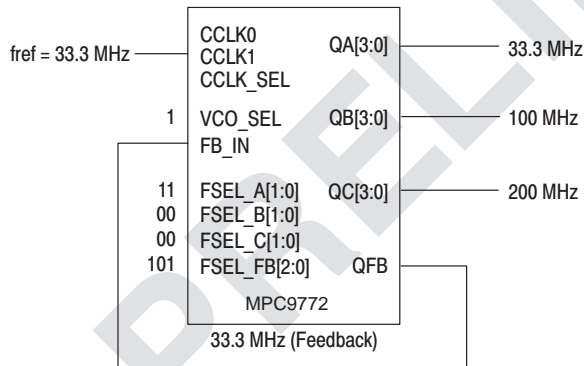 fref = 33.3 MHz
CCLK0
CCLK1
CCLK_SEL
QA[3:0]
33.3 MHz
1
VCO_SEL
FB_IN
QB[3:0]
100 MHz
11
FSEL_A[1:0]
QC[3:0]
200 MHz
00
FSEL_B[1:0]
00
FSEL_C[1:0]
101
FSEL_FB[2:0]
QFB
MPC9772
33.3 MHz (Feedback)
PRELI